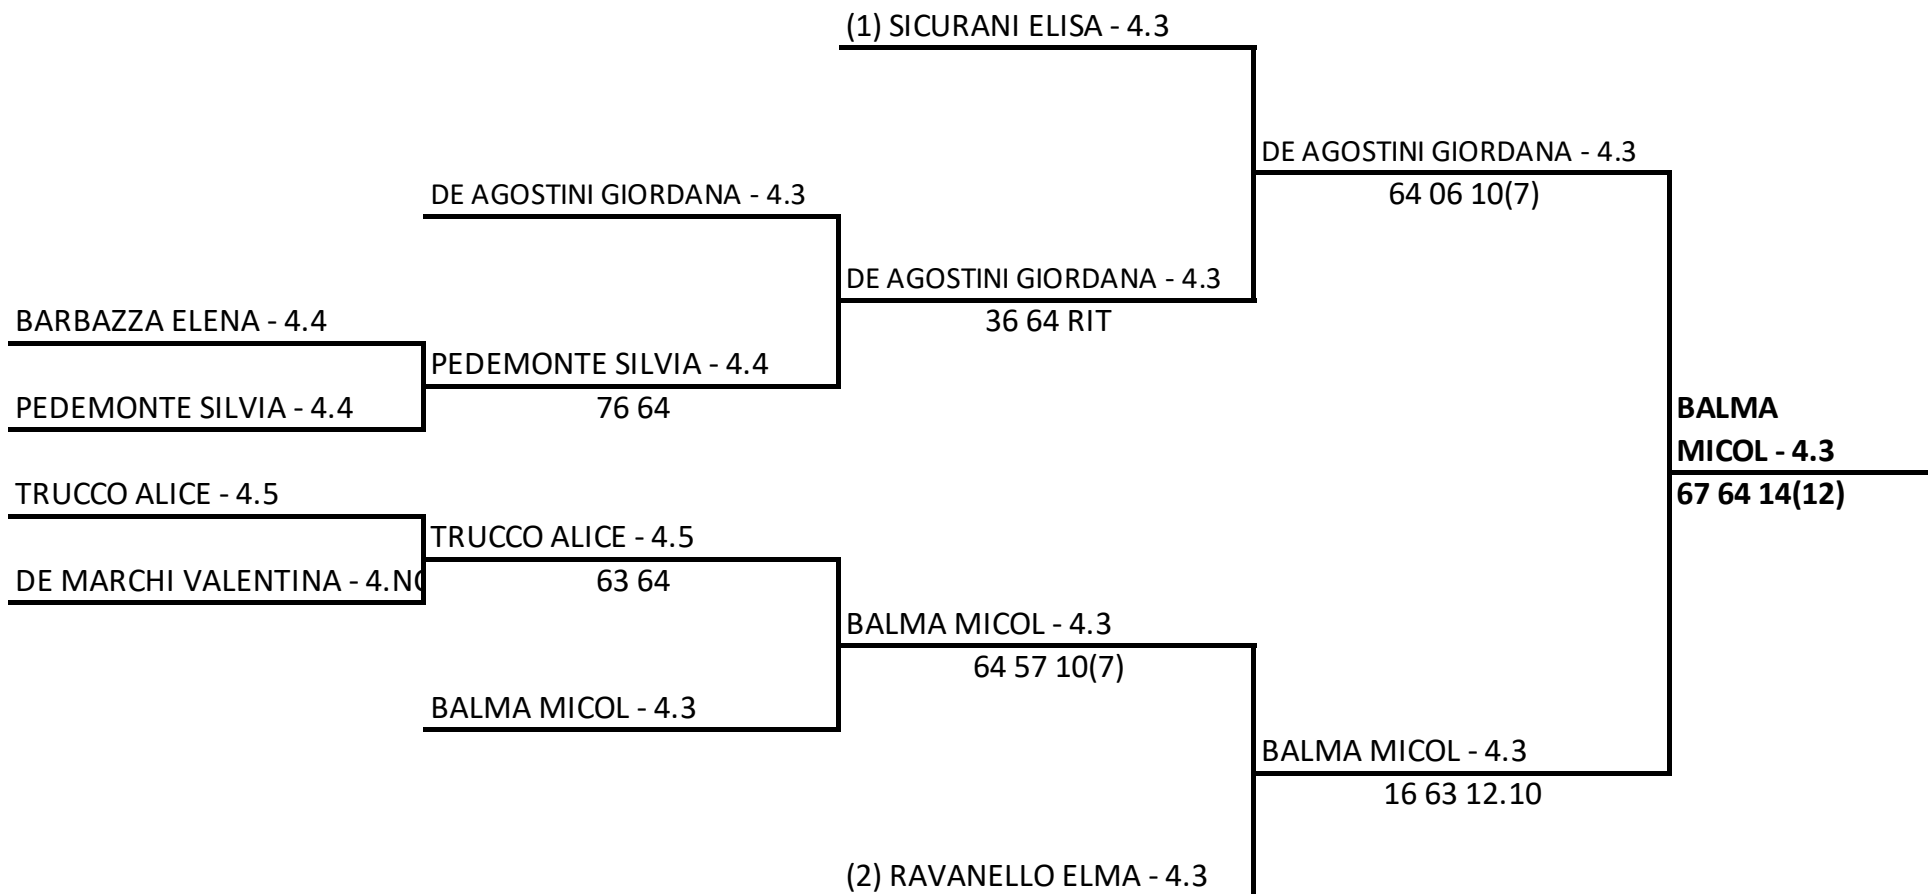 (1) SICURANI ELISA - 4.3
DE AGOSTINI GIORDANA - 4.3
64 06 10(7)
DE AGOSTINI GIORDANA - 4.3
DE AGOSTINI GIORDANA - 4.3
36 64 RIT
BARBAZZA ELENA - 4.4
PEDEMONTE SILVIA - 4.4
76 64
PEDEMONTE SILVIA - 4.4
BALMA
MICOL - 4.3
67 64 14(12)
TRUCCO ALICE - 4.5
TRUCCO ALICE - 4.5
63 64
DE MARCHI VALENTINA - 4.NC
BALMA MICOL - 4.3
64 57 10(7)
BALMA MICOL - 4.3
BALMA MICOL - 4.3
16 63 12.10
(2) RAVANELLO ELMA - 4.3